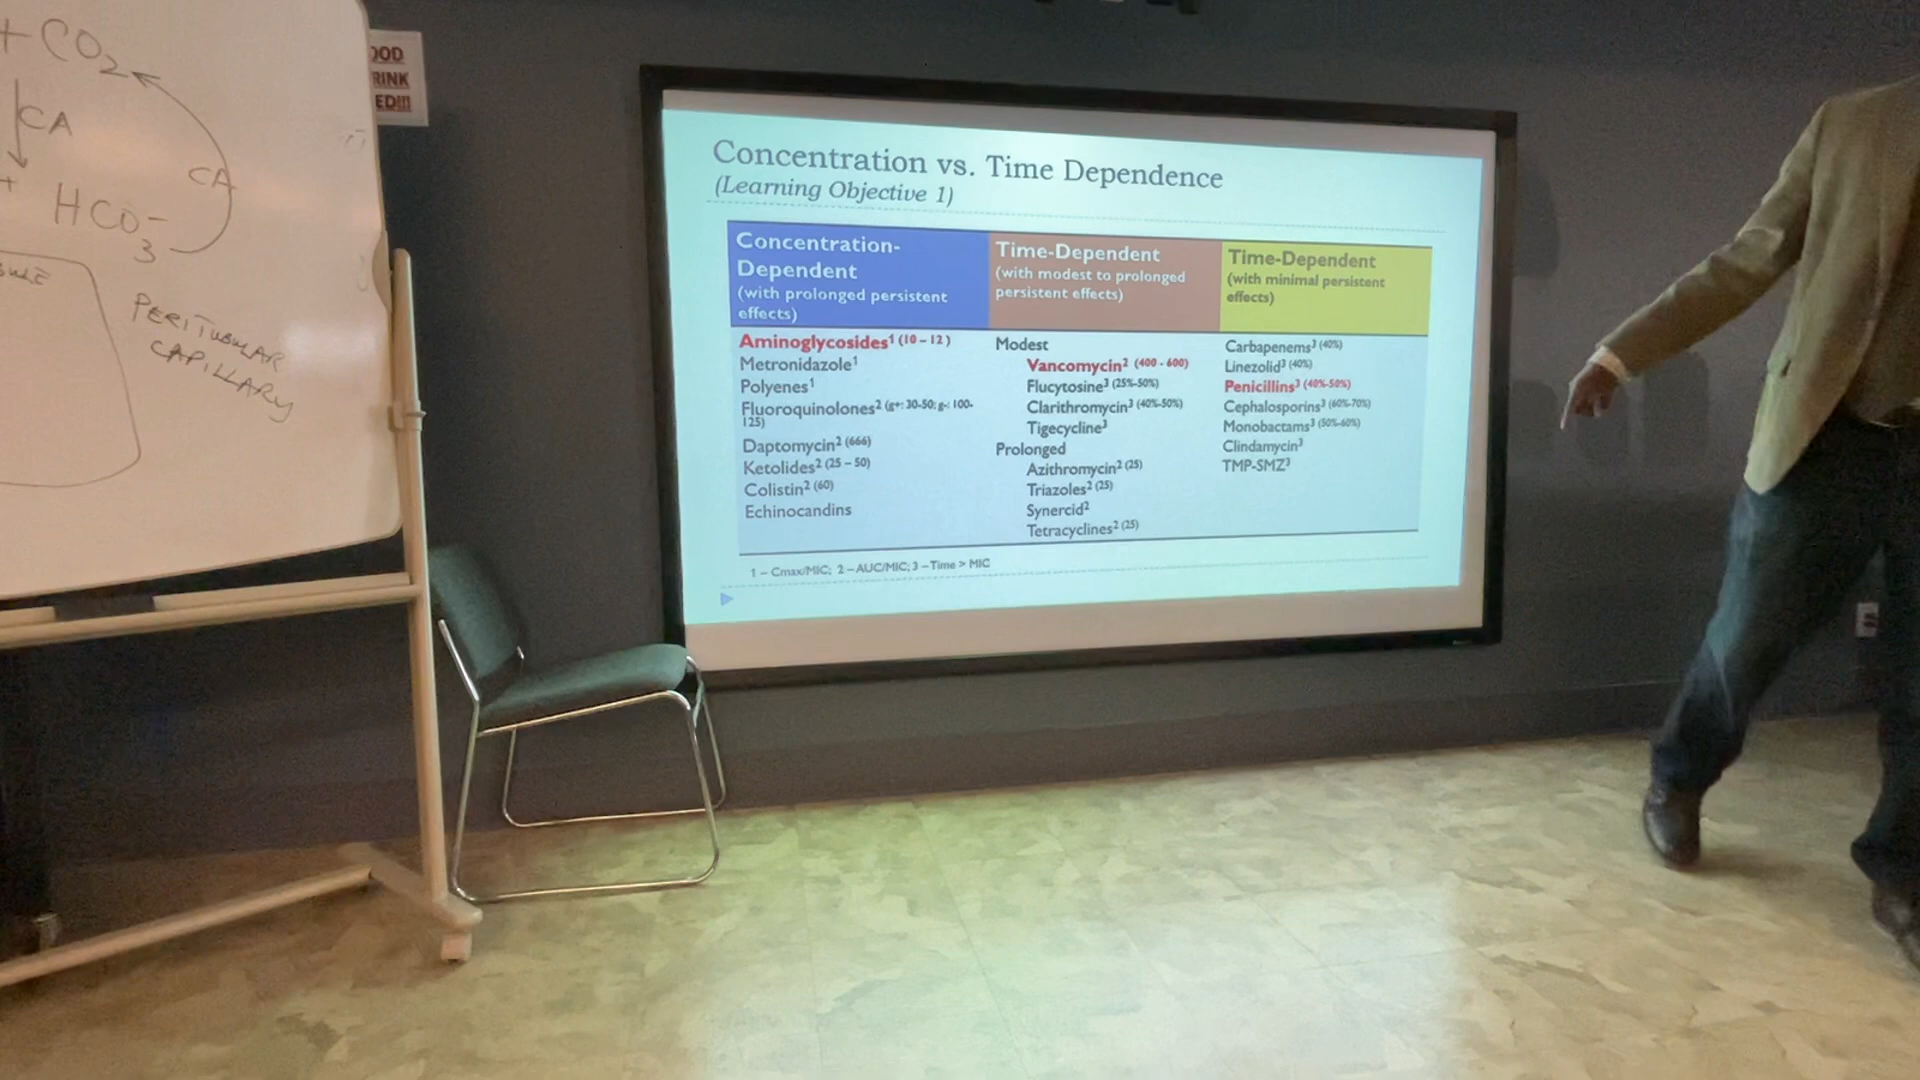 + CO2
CA
CA
+ HCO3-
PERITUBULAR
CAPILLARY
OOD
RINK
ED!!!
Concentration vs. Time Dependence
(Learning Objective 1)
Concentration-
Dependent
(with prolonged persistent
effects)
Aminoglycosides1 (10 – 12 )
Metronidazole1
Polyenes1
Fluoroquinolones2 (g+: 30-50; g-: 100-
125)
Daptomycin2 (666)
Ketolides2 (25 – 50)
Colistin2 (60)
Echinocandins
Time-Dependent
(with modest to prolonged
persistent effects)
Modest
Vancomycin2 (400 - 600)
Flucytosine3 (25%-50%)
Clarithromycin3 (40%-50%)
Tigecycline3
Prolonged
Azithromycin2 (25)
Triazoles2 (25)
Synercid2
Tetracyclines2 (25)
Time-Dependent
(with minimal persistent
effects)
Carbapenems3 (40%)
Linezolid3 (40%)
Penicillins3 (40%-50%)
Cephalosporins3 (60%-70%)
Monobactams3 (50%-60%)
Clindamycin3
TMP-SMZ3
1 – Cmax/MIC; 2 – AUC/MIC; 3 – Time > MIC